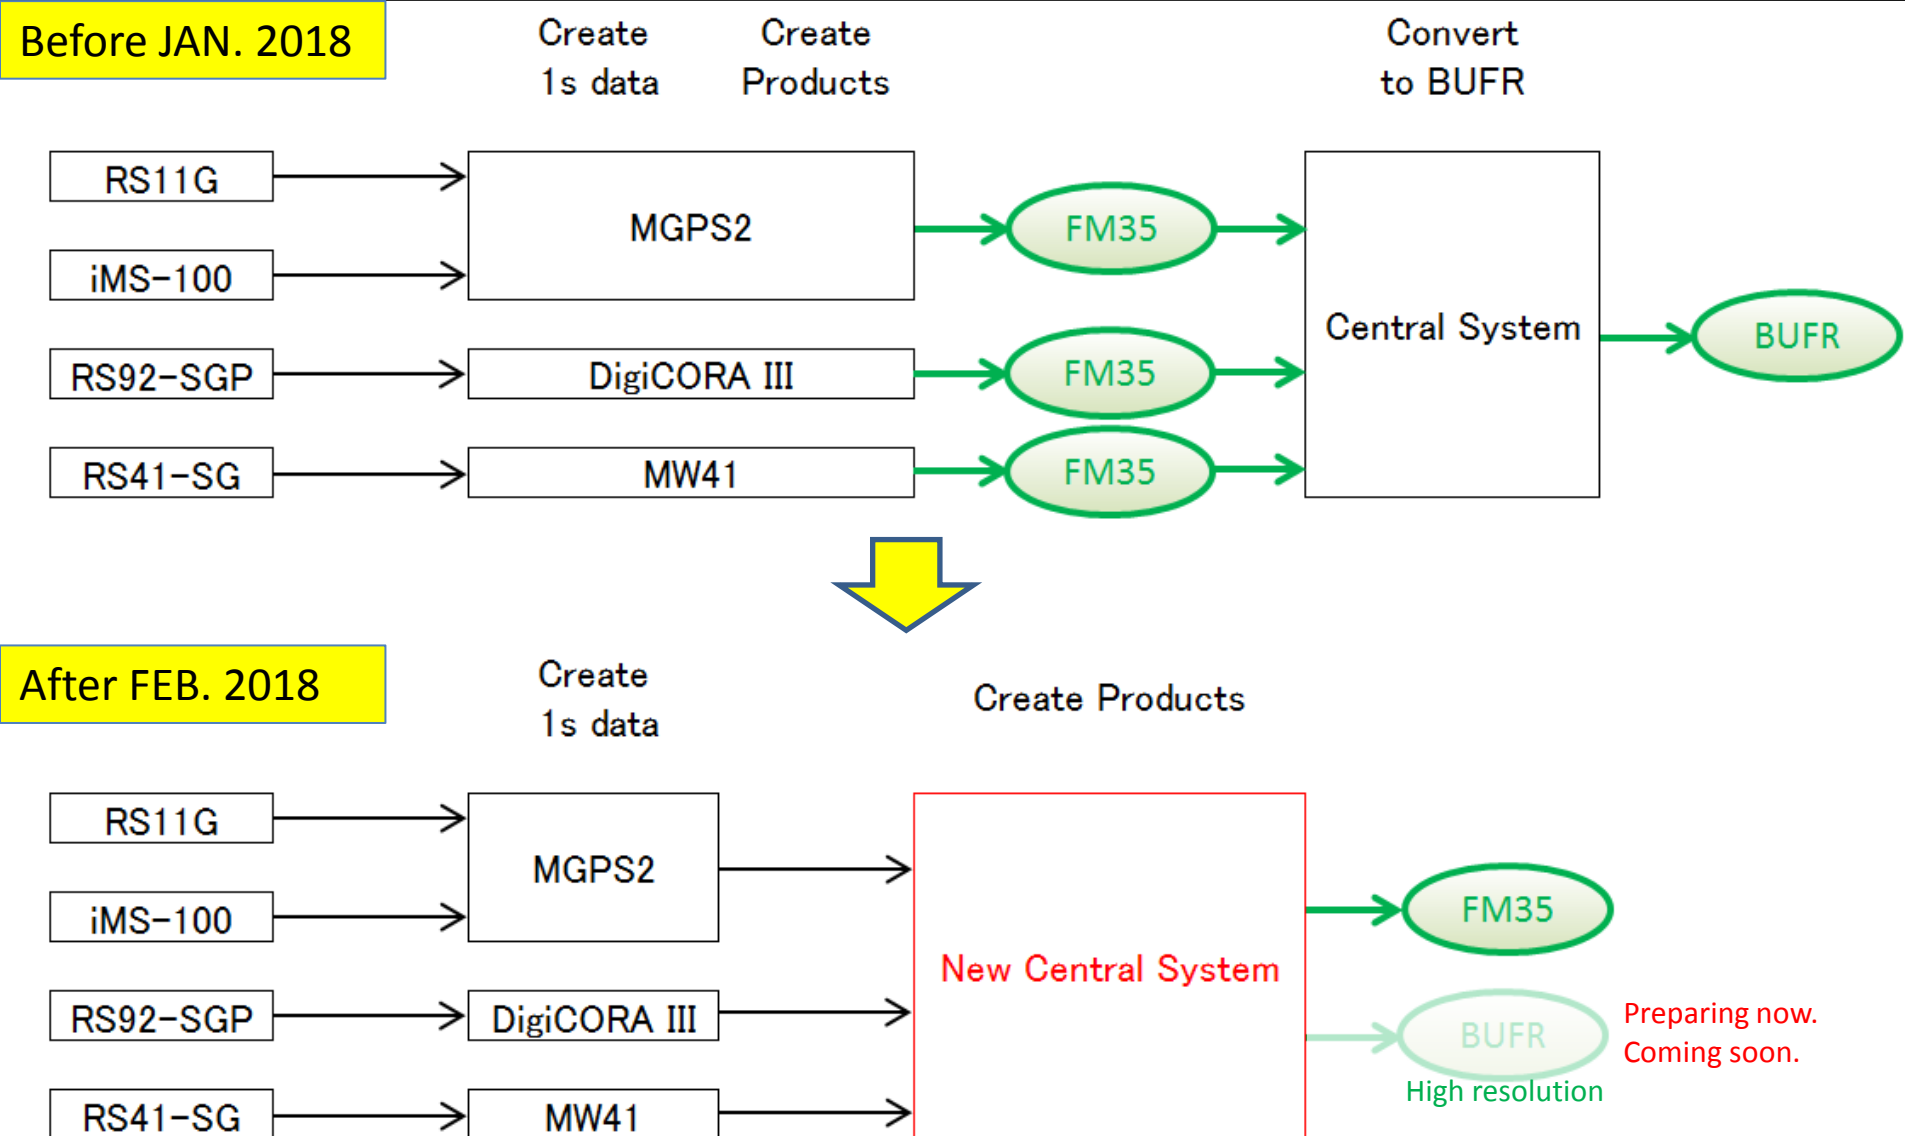 Before JAN. 2018
Create
1s data
Create
Products
Convert
to BUFR
RS11G
iMS-100
MGPS2
FM35
RS92-SGP
DigiCORA III
FM35
RS41-SG
MW41
FM35
Central System
BUFR
After FEB. 2018
Create
1s data
Create Products
RS11G
iMS-100
MGPS2
RS92-SGP
DigiCORA III
RS41-SG
MW41
New Central System
FM35
BUFR
High resolution
Preparing now.
Coming soon.